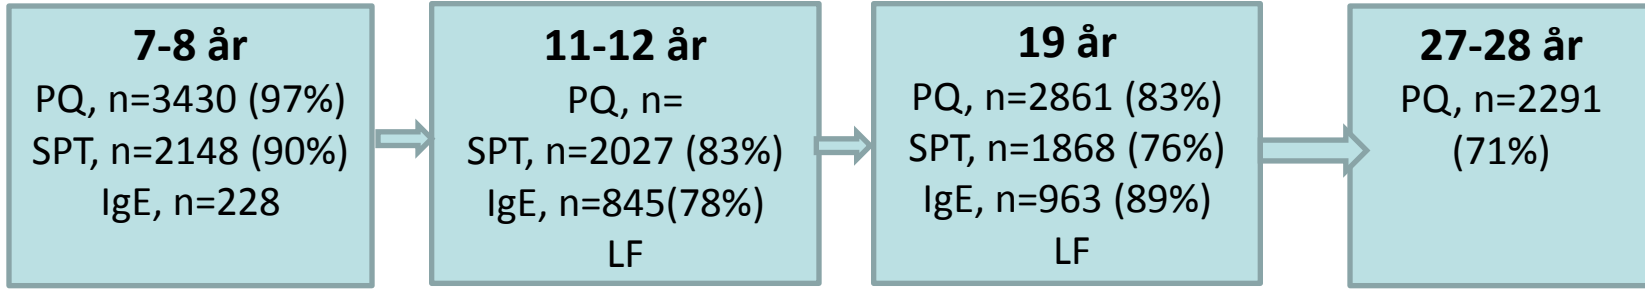 7-8 år
PQ, n=3430 (97%)
SPT, n=2148 (90%)
IgE, n=228
11-12 år
PQ, n=
SPT, n=2027 (83%)
IgE, n=845(78%)
LF
19 år
PQ, n=2861 (83%)
SPT, n=1868 (76%)
IgE, n=963 (89%)
LF
27-28 år
PQ, n=2291
(71%)